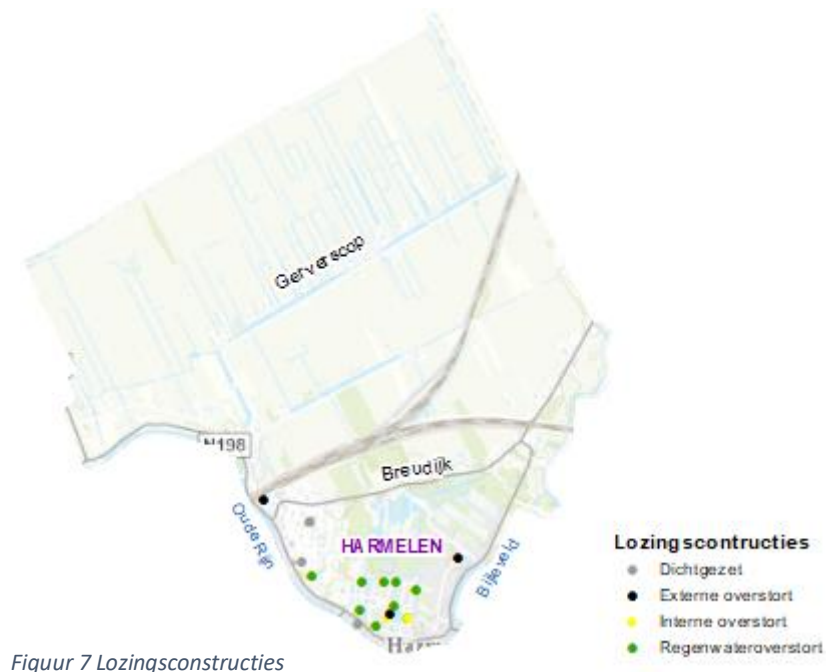 Gerverscop
N198
Breudijk
Oude Rijn
HARMELEN
Bijleveld
Lozingscontructies
Dichtgezet
Externe overstort
Interne overstort
Regenwateroverstort
Figuur 7 Lozingsconstructies